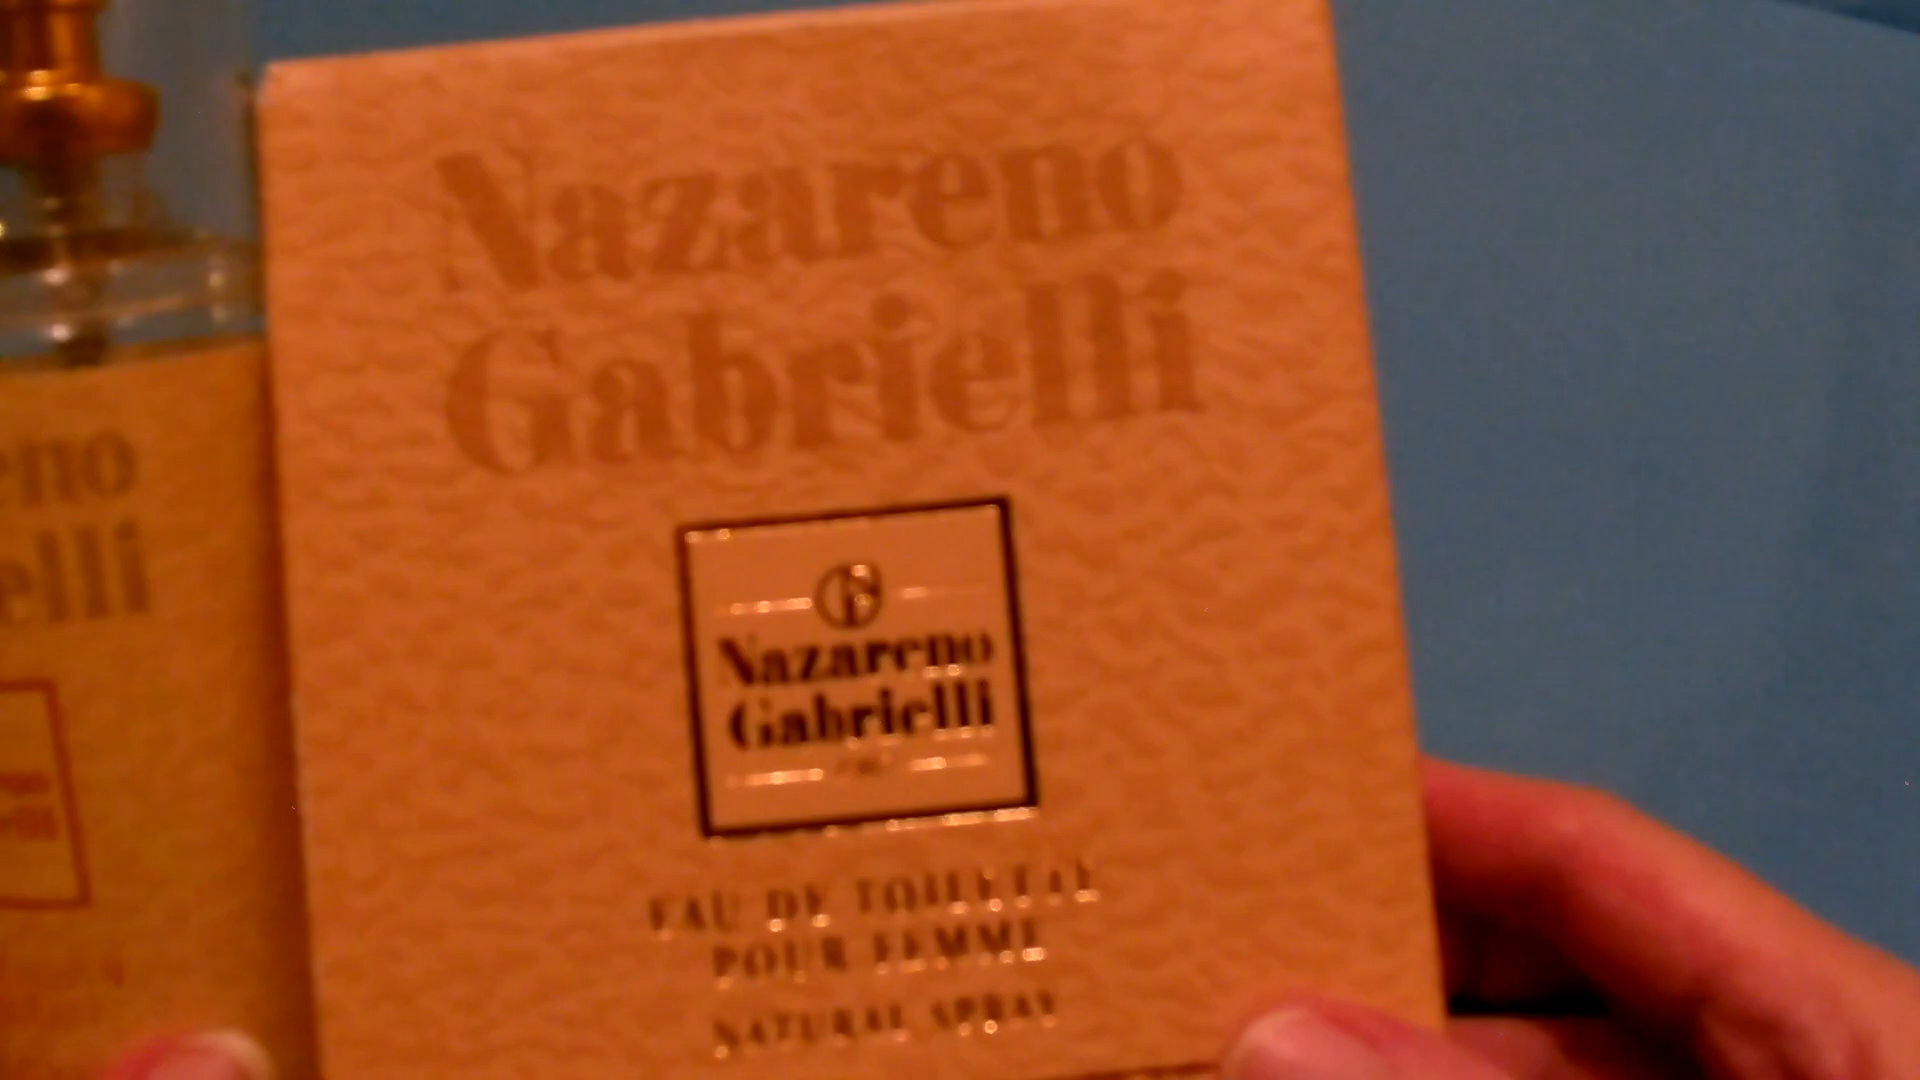 Nazareno
Gabrielli
Nazareno
Gabrielli
EAU DE TOILETTE
POUR FEMME
NATURAL SPRAY
eno
elli